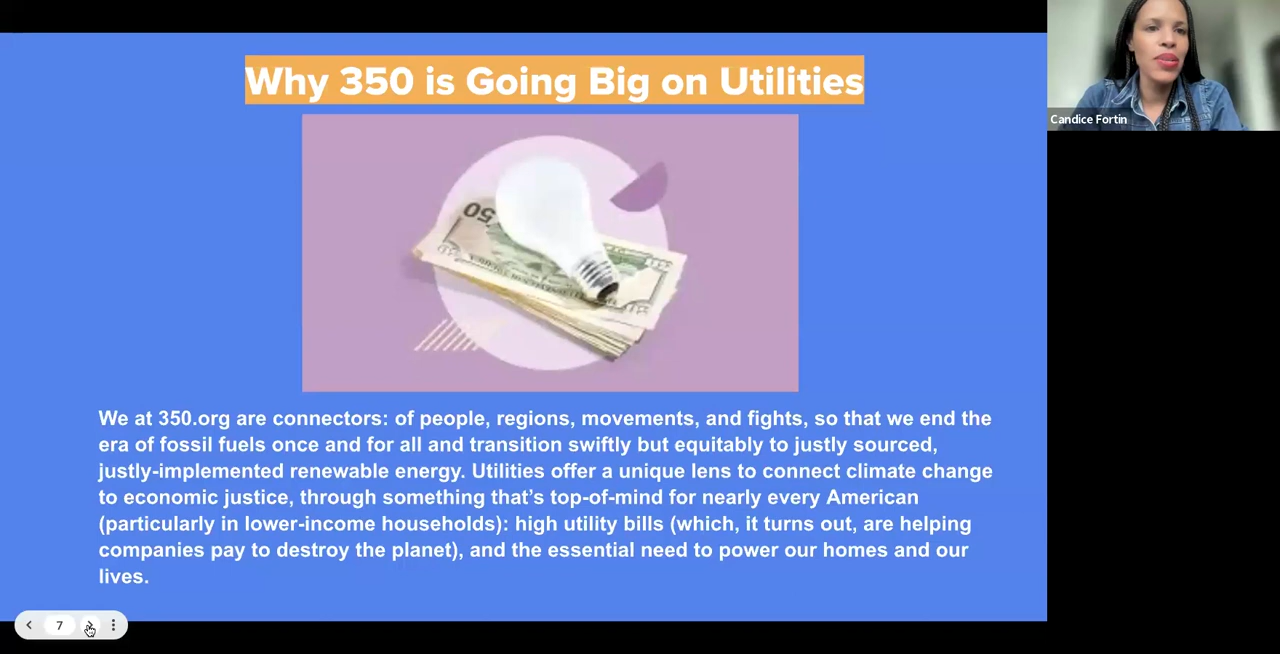 Why 350 is Going Big on Utilities
Candice Fortin
50
We at 350.org are connectors: of people, regions, movements, and fights, so that we end the
era of fossil fuels once and for all and transition swiftly but equitably to justly sourced,
justly-implemented renewable energy. Utilities offer a unique lens to connect climate change
to economic justice, through something that’s top-of-mind for nearly every American
(particularly in lower-income households): high utility bills (which, it turns out, are helping
companies pay to destroy the planet), and the essential need to power our homes and our
lives.
7